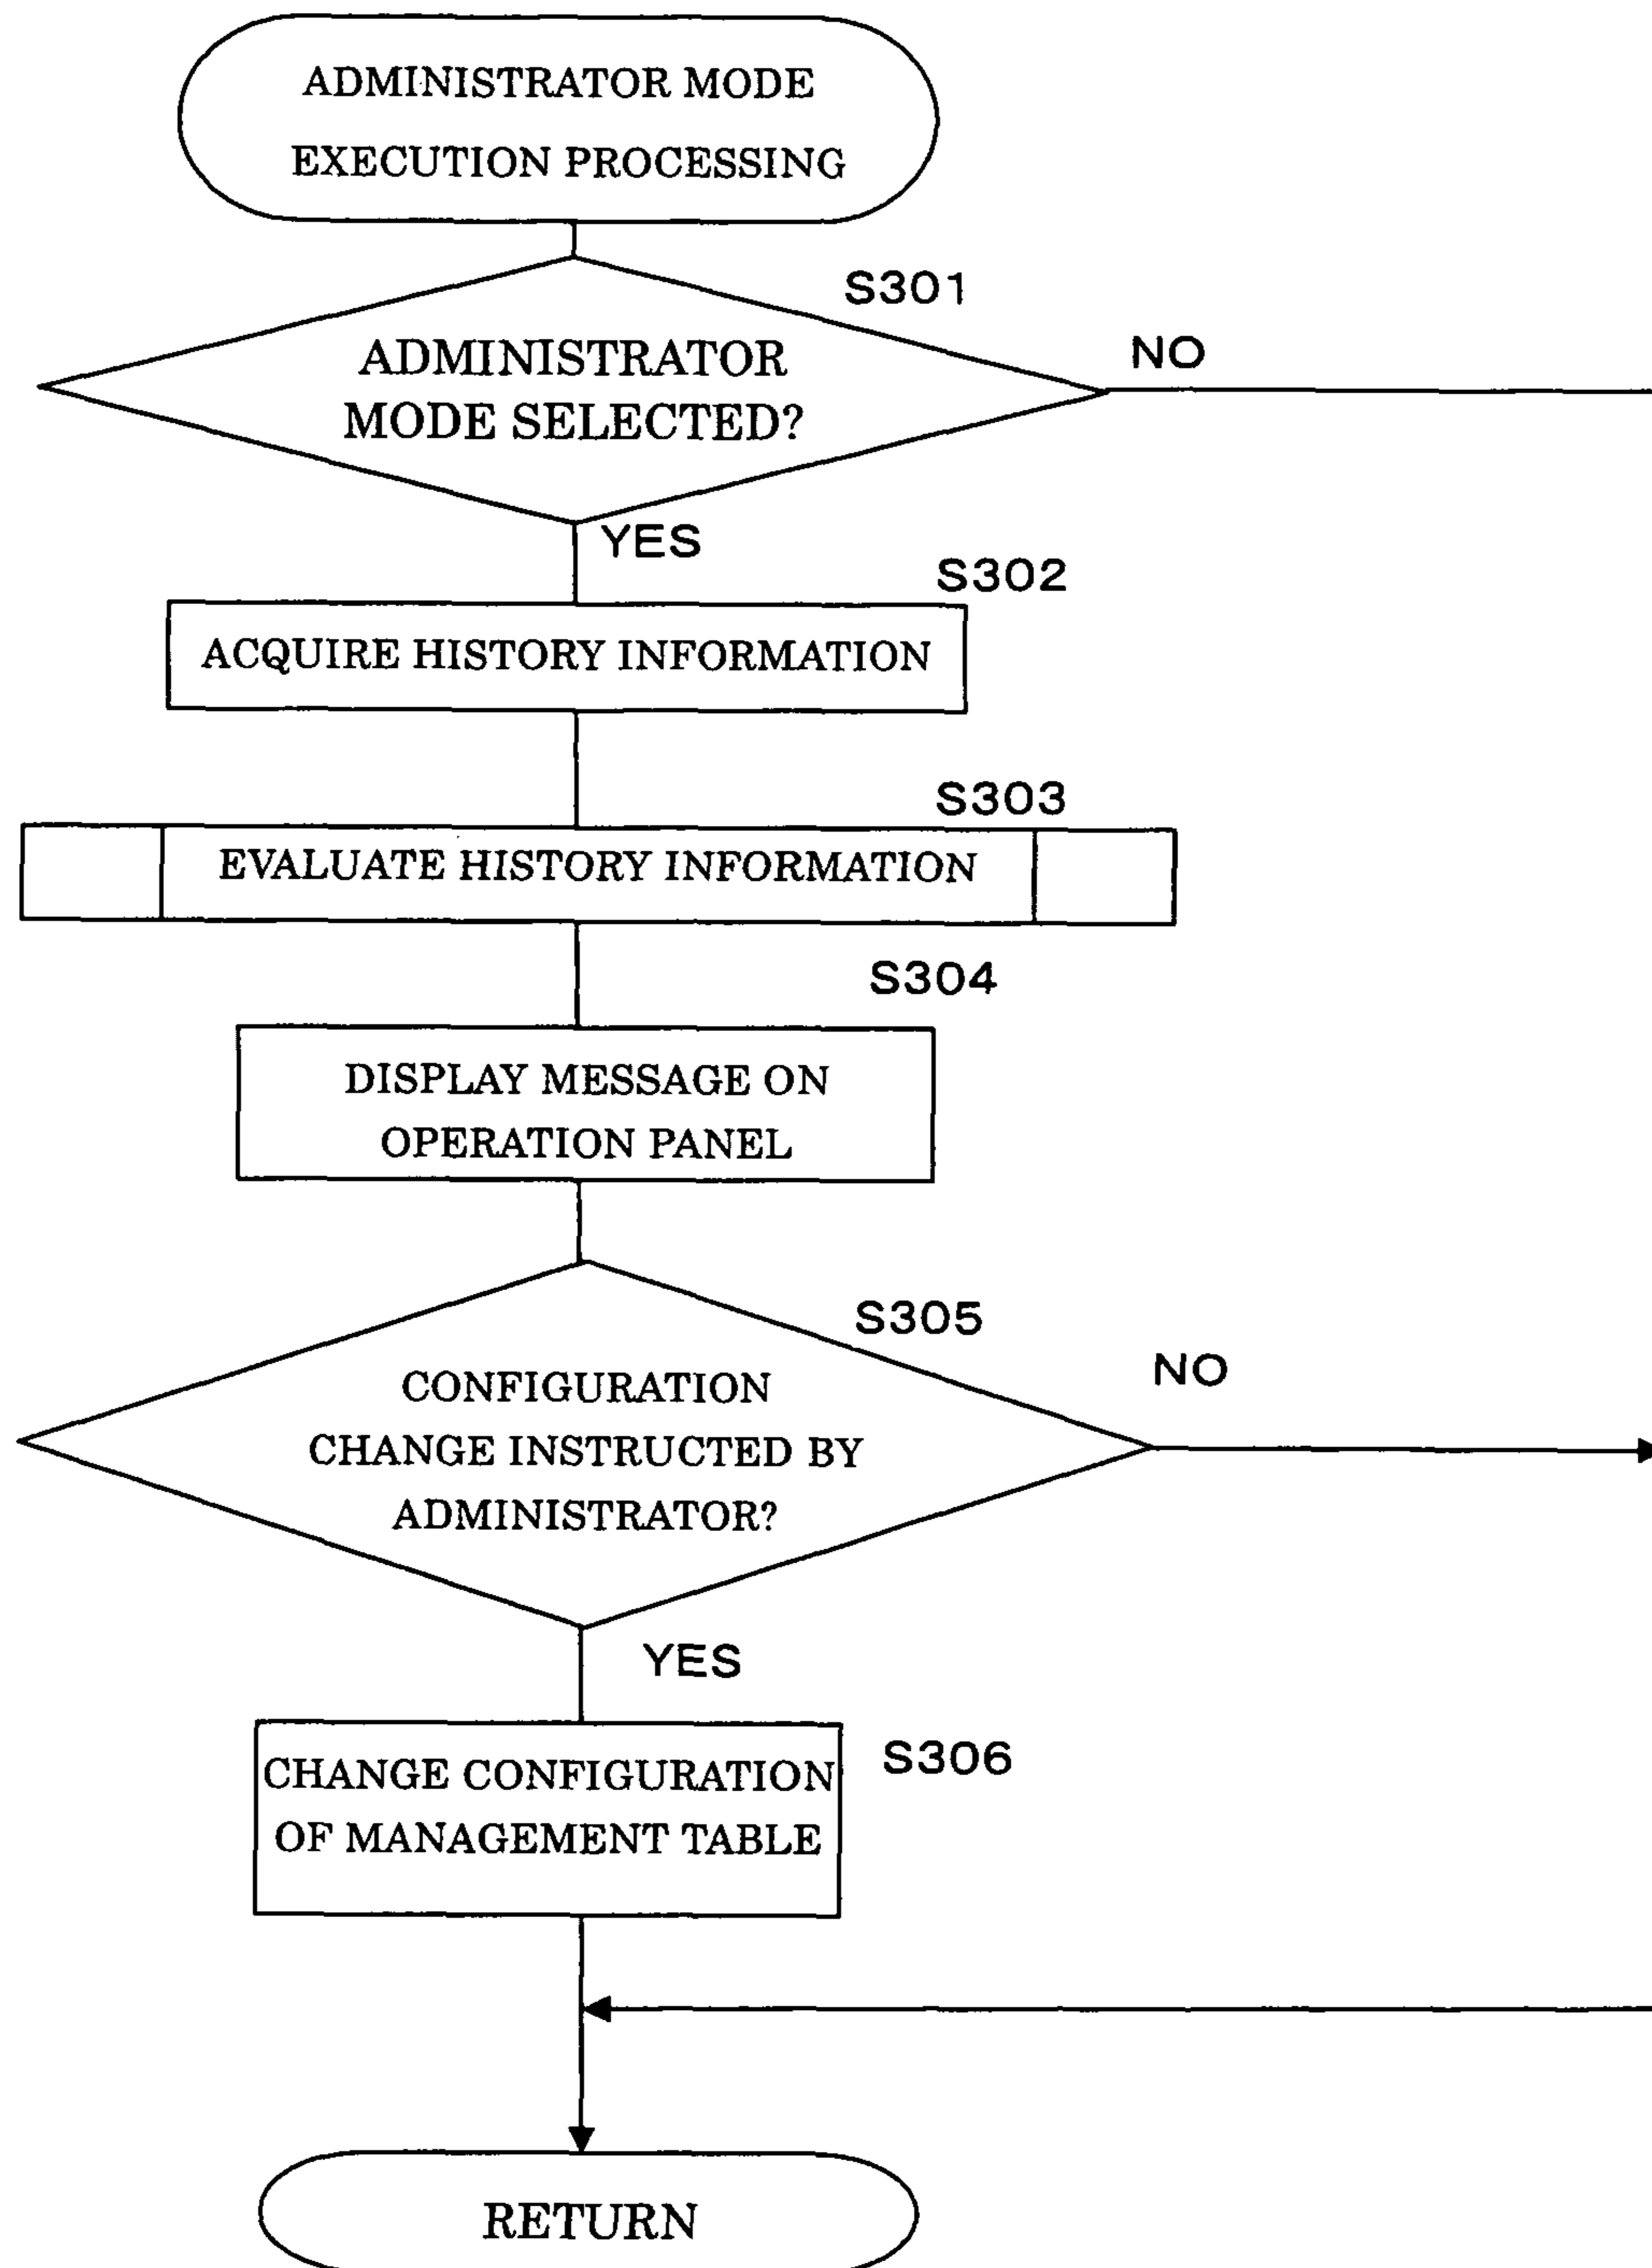 ADMINISTRATOR MODE
EXECUTION PROCESSING
S301
NO
ADMINISTRATOR
MODE SELECTED?
YES
S302
ACQUIRE HISTORY INFORMATION
S303
EVALUATE HISTORY INFORMATION
S304
DISPLAY MESSAGE ON
OPERATION PANEL
S305
NO
CONFIGURATION
CHANGE INSTRUCTED BY
ADMINISTRATOR?
YES
S306
CHANGE CONFIGURATION
OF MANAGEMENT TABLE
RETURN